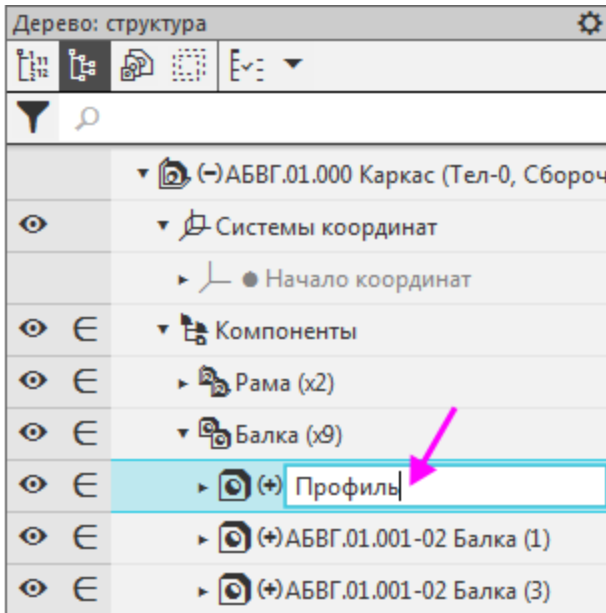 Дерево: структура
(-)АБВГ.01.000 Каркас (Тел-0, Сбороч
Системы координат
Начало координат
Компоненты
Рама (x2)
Балка (x9)
(+) Профиль
(+)АБВГ.01.001-02 Балка (1)
(+)АБВГ.01.001-02 Балка (3)